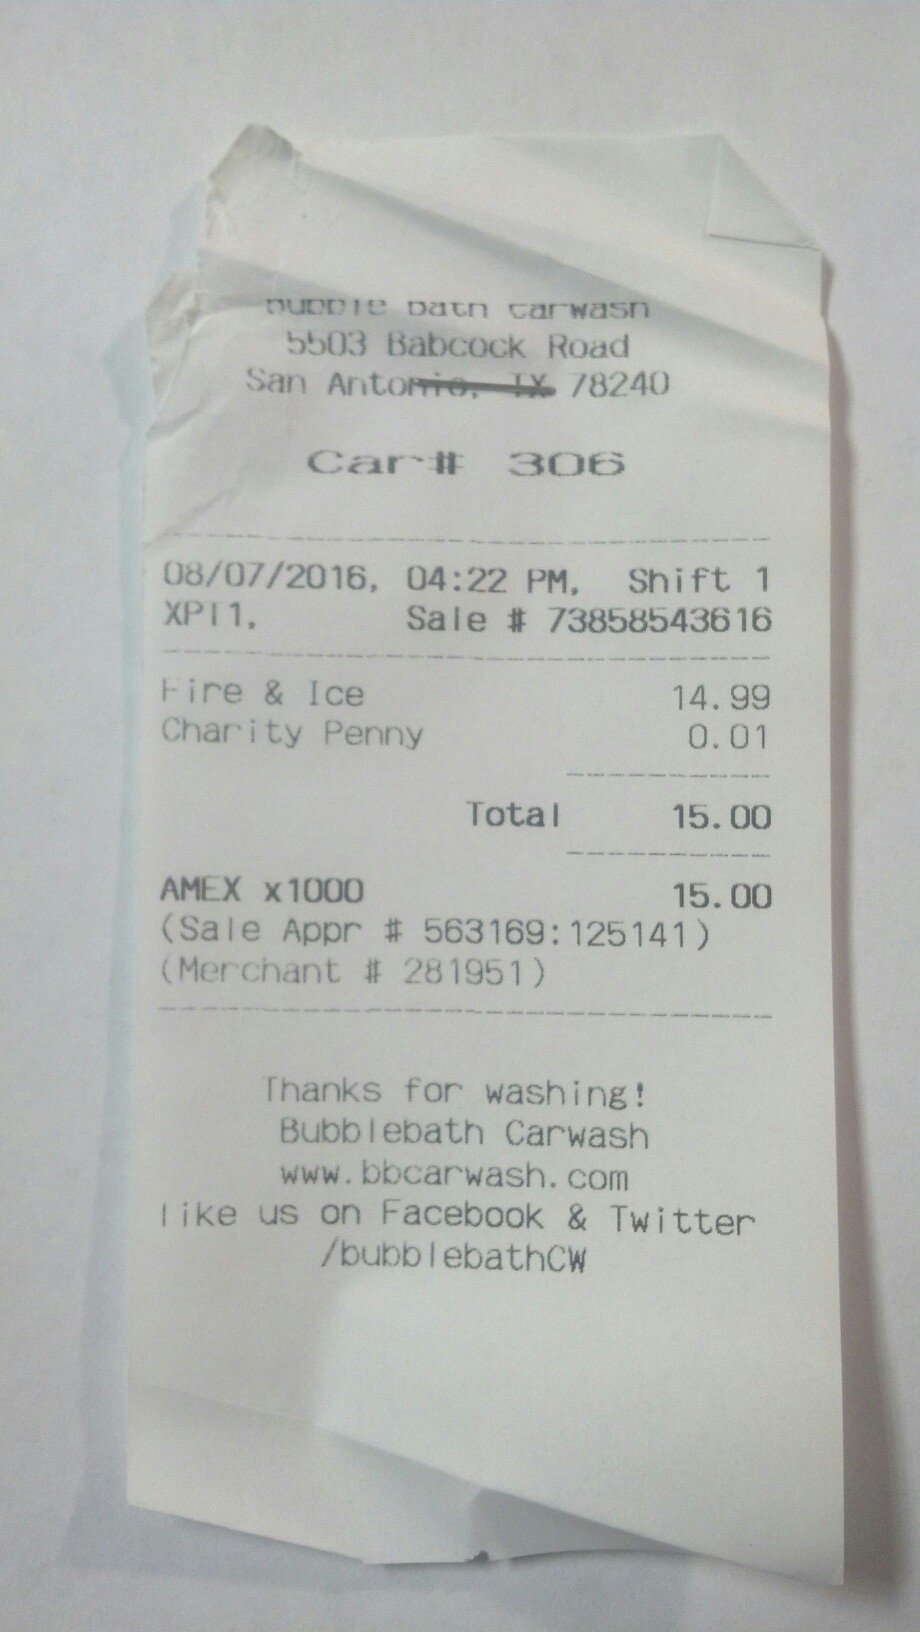 Bubble Bath Carwash
5503 Babcock Road
San Antonio, TX 78240
Car# 306
08/07/2016, 04:22 PM, Shift 1
XPT1, Sale # 73858543616
Fire & Ice 14.99
Charity Penny 0.01
Total 15.00
AMEX x1000 15.00
(Sale Appr # 563169:125141)
(Merchant # 281951)
Thanks for washing!
Bubblebath Carwash
www.bbcarwash.com
like us on Facebook & Twitter
/bubblebathCW